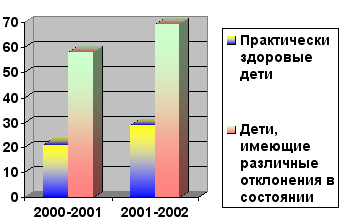 70
60
50
40
30
20
10
0
2000-2001 2001-2002
Практически
здоровые
дети
Дети,
имеющие
различные
отклонения в
состоянии